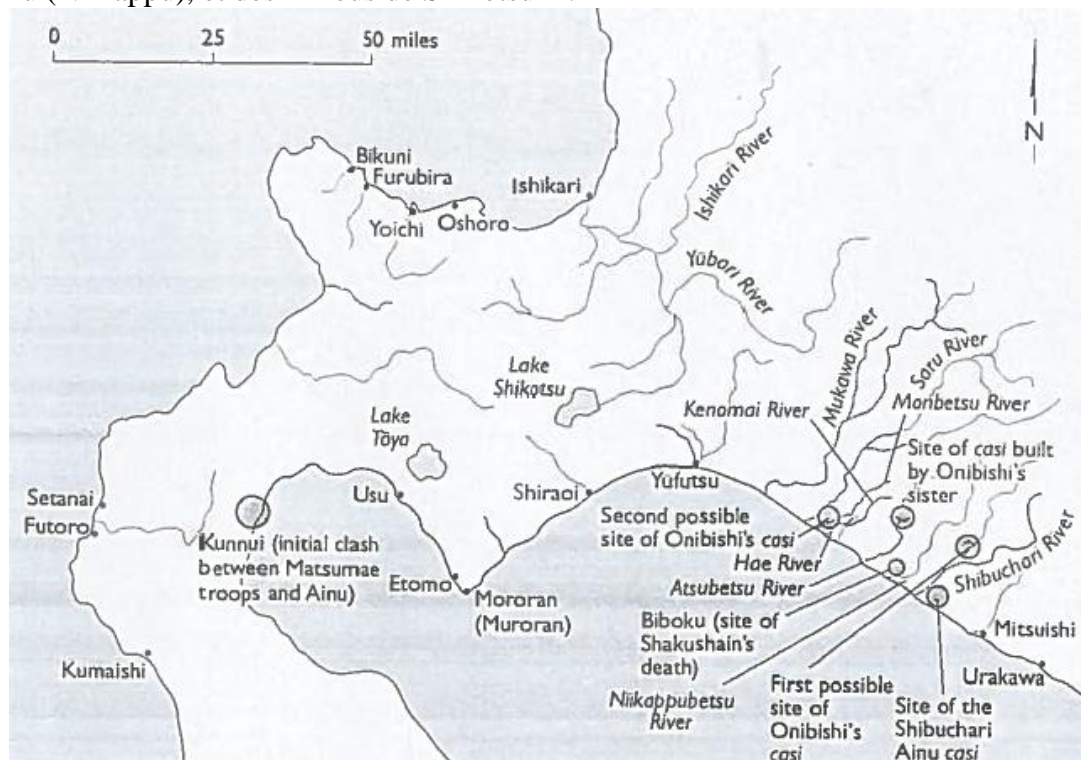 0 25 50 miles
N
Bikuni
Furubira
Ishikari
Yoichi
Oshoro
Ishikari River
Yūbari River
Lake
Shikotsu
Lake
Tōya
Kenomai River
Mukawa River
Saru River
Monbetsu River
Site of casi built
by Onibishi's
sister
Setanai
Futoro
Usu
Shiraoi
Yūfutsu
Second possible
site of Onibishi's casi
Kunnui (initial clash
between Matsumae
troops and Ainu)
Hae River
Shibuchari River
Etomo
Atsubetsu River
Mororan
(Muroran)
Biboku (site of
Shakushain's
death)
Mitsuishi
Kumaishi
Urakawa
Niikappubetsu
River
First possible
site of
Onibishi's
casi
Site of the
Shibuchari
Ainu casi